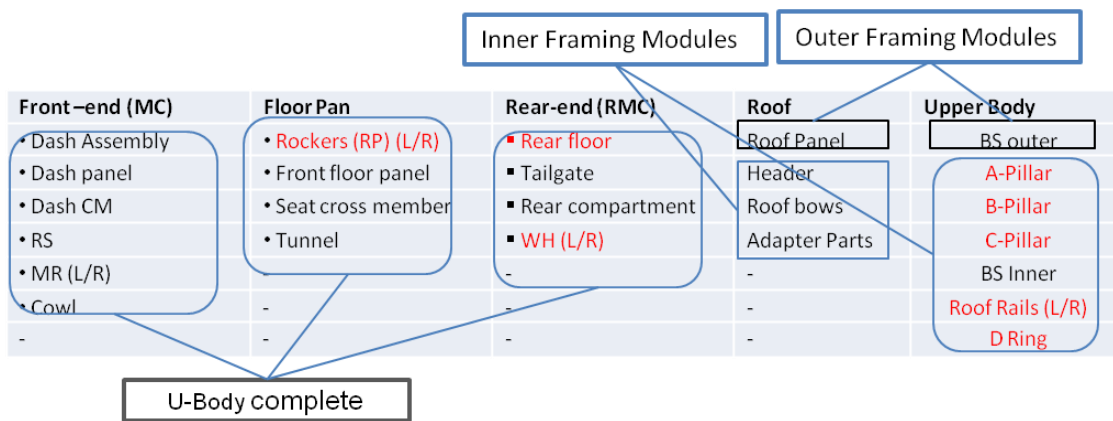 Inner Framing Modules
Outer Framing Modules
Front –end (MC) Floor Pan Rear-end (RMC) Roof Upper Body
• Dash Assembly • Rockers (RP) (L/R) ▪ Rear floor Roof Panel BS outer
• Dash panel • Front floor panel ▪ Tailgate Header A-Pillar
• Dash CM • Seat cross member ▪ Rear compartment Roof bows B-Pillar
• RS • Tunnel ▪ WH (L/R) Adapter Parts C-Pillar
• MR (L/R) - - - BS Inner
• Cowl - - - Roof Rails (L/R)
- - - - D Ring
U-Body complete